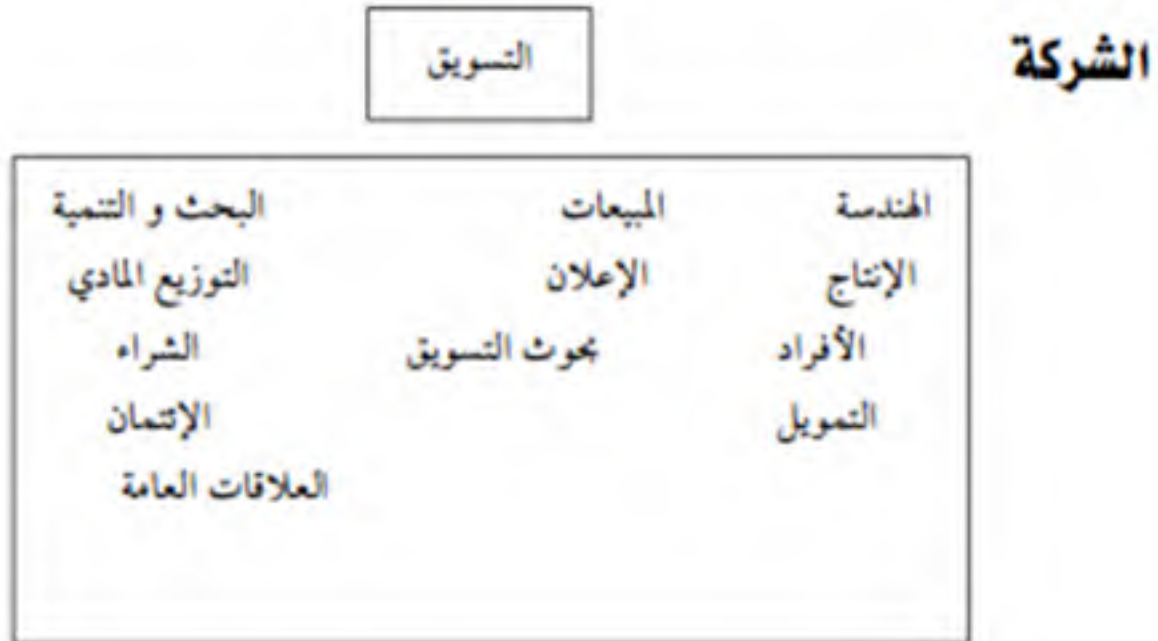 الشركة
التسويق
الهندسة المبيعات البحث و التنمية
الإنتاج الإعلان التوزيع المادي
الأفراد بحوث التسويق الشراء
التمويل الإئتمان
العلاقات العامة